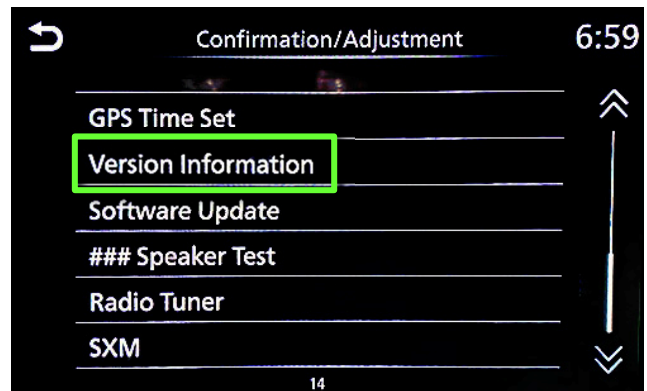 Confirmation/Adjustment 6:59
GPS Time Set
Version Information
Software Update
### Speaker Test
Radio Tuner
SXM
14